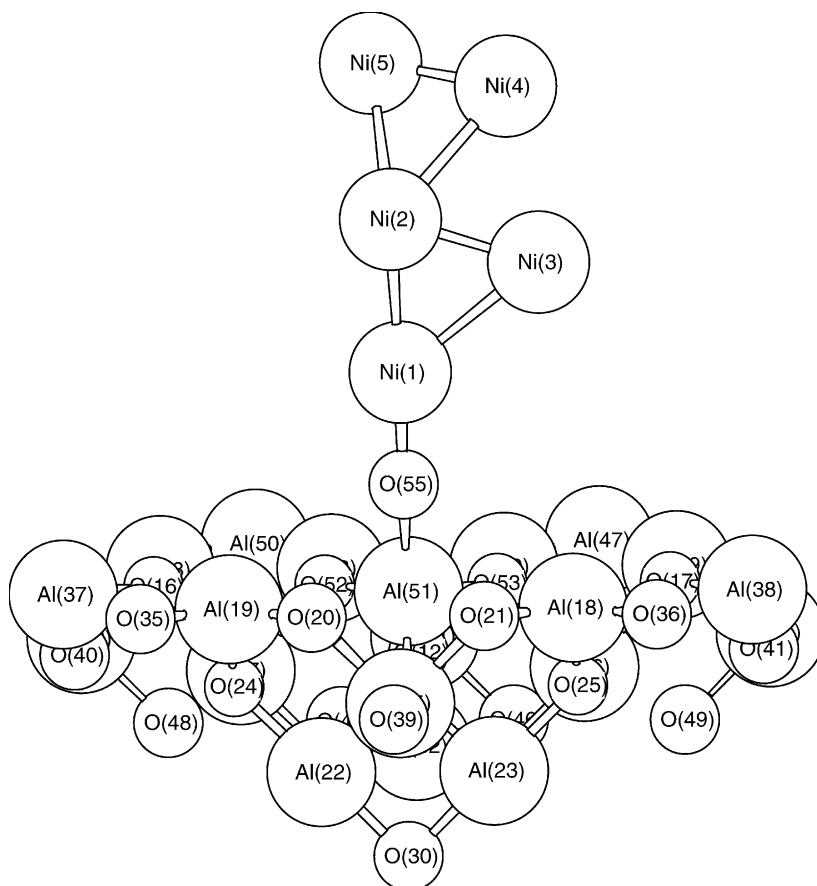 Ni(5)
Ni(4)
Ni(2)
Ni(3)
Ni(1)
O(55)
Al(50)
Al(47)
O(16)
O(52)
O(53)
O(17)
Al(37)
Al(19)
Al(51)
Al(18)
Al(38)
O(35)
O(20)
O(21)
O(36)
O(40)
O(41)
O(24)
O(25)
O(48)
O(39)
O(49)
Al(22)
Al(23)
O(30)